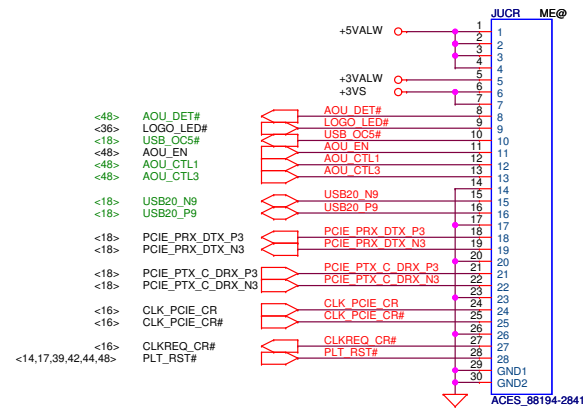 JUCR ME@
+5VALW 1 1
2 2
3 3
4 4
+3VALW 5 5
+3VS 6 6
7 7
<48> AOU_DET# AOU_DET# 8 8
<36> LOGO_LED# LOGO_LED# 9 9
<18> USB_OC5# USB_OC5# 10 10
<48> AOU_EN AOU_EN 11 11
<48> AOU_CTL1 AOU_CTL1 12 12
<48> AOU_CTL3 AOU_CTL3 13 13
14 14
<18> USB20_N9 USB20_N9 15 15
<18> USB20_P9 USB20_P9 16 16
17 17
<18> PCIE_PRX_DTX_P3 PCIE_PRX_DTX_P3 18 18
<18> PCIE_PRX_DTX_N3 PCIE_PRX_DTX_N3 19 19
20 20
<18> PCIE_PTX_C_DRX_P3 PCIE_PTX_C_DRX_P3 21 21
<18> PCIE_PTX_C_DRX_N3 PCIE_PTX_C_DRX_N3 22 22
23 23
<16> CLK_PCIE_CR CLK_PCIE_CR 24 24
<16> CLK_PCIE_CR# CLK_PCIE_CR# 25 25
26 26
<16> CLKREQ_CR# CLKREQ_CR# 27 27
<14,17,39,42,44,48> PLT_RST# PLT_RST# 28 28
29 GND1
30 GND2
ACES_88194-2841